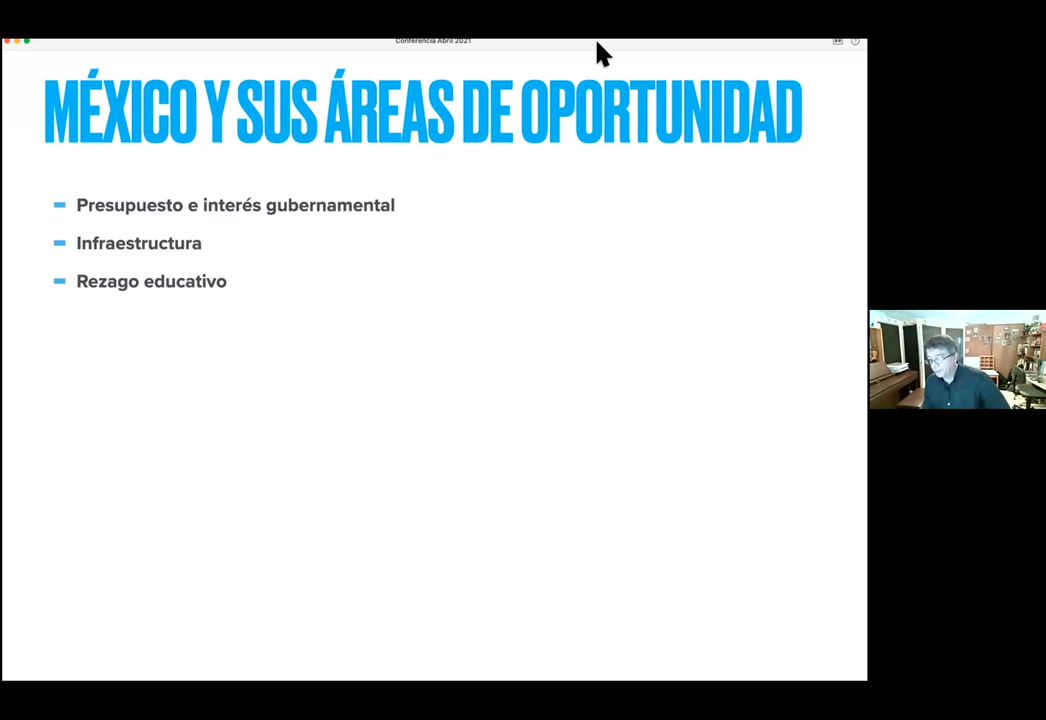 Conferencia Abril 2021
MÉXICO Y SUS ÁREAS DE OPORTUNIDAD
Presupuesto e interés gubernamental
Infraestructura
Rezago educativo